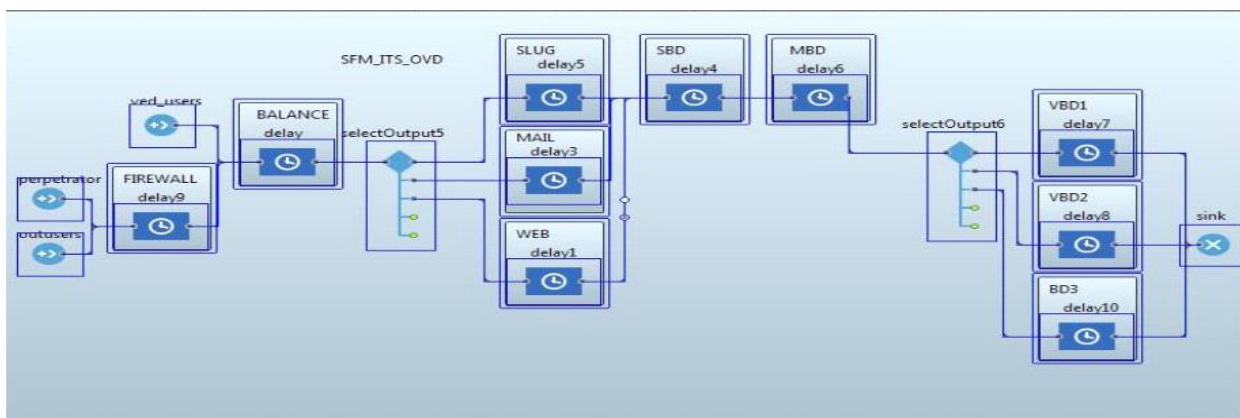 SFM_ITS_OVD
ved_users
BALANCE
delay
perpetrator
FIREWALL
delay9
outusers
selectOutput5
SLUG
delay5
MAIL
delay3
WEB
delay1
SBD
delay4
MBD
delay6
selectOutput6
VBD1
delay7
VBD2
delay8
BD3
delay10
sink